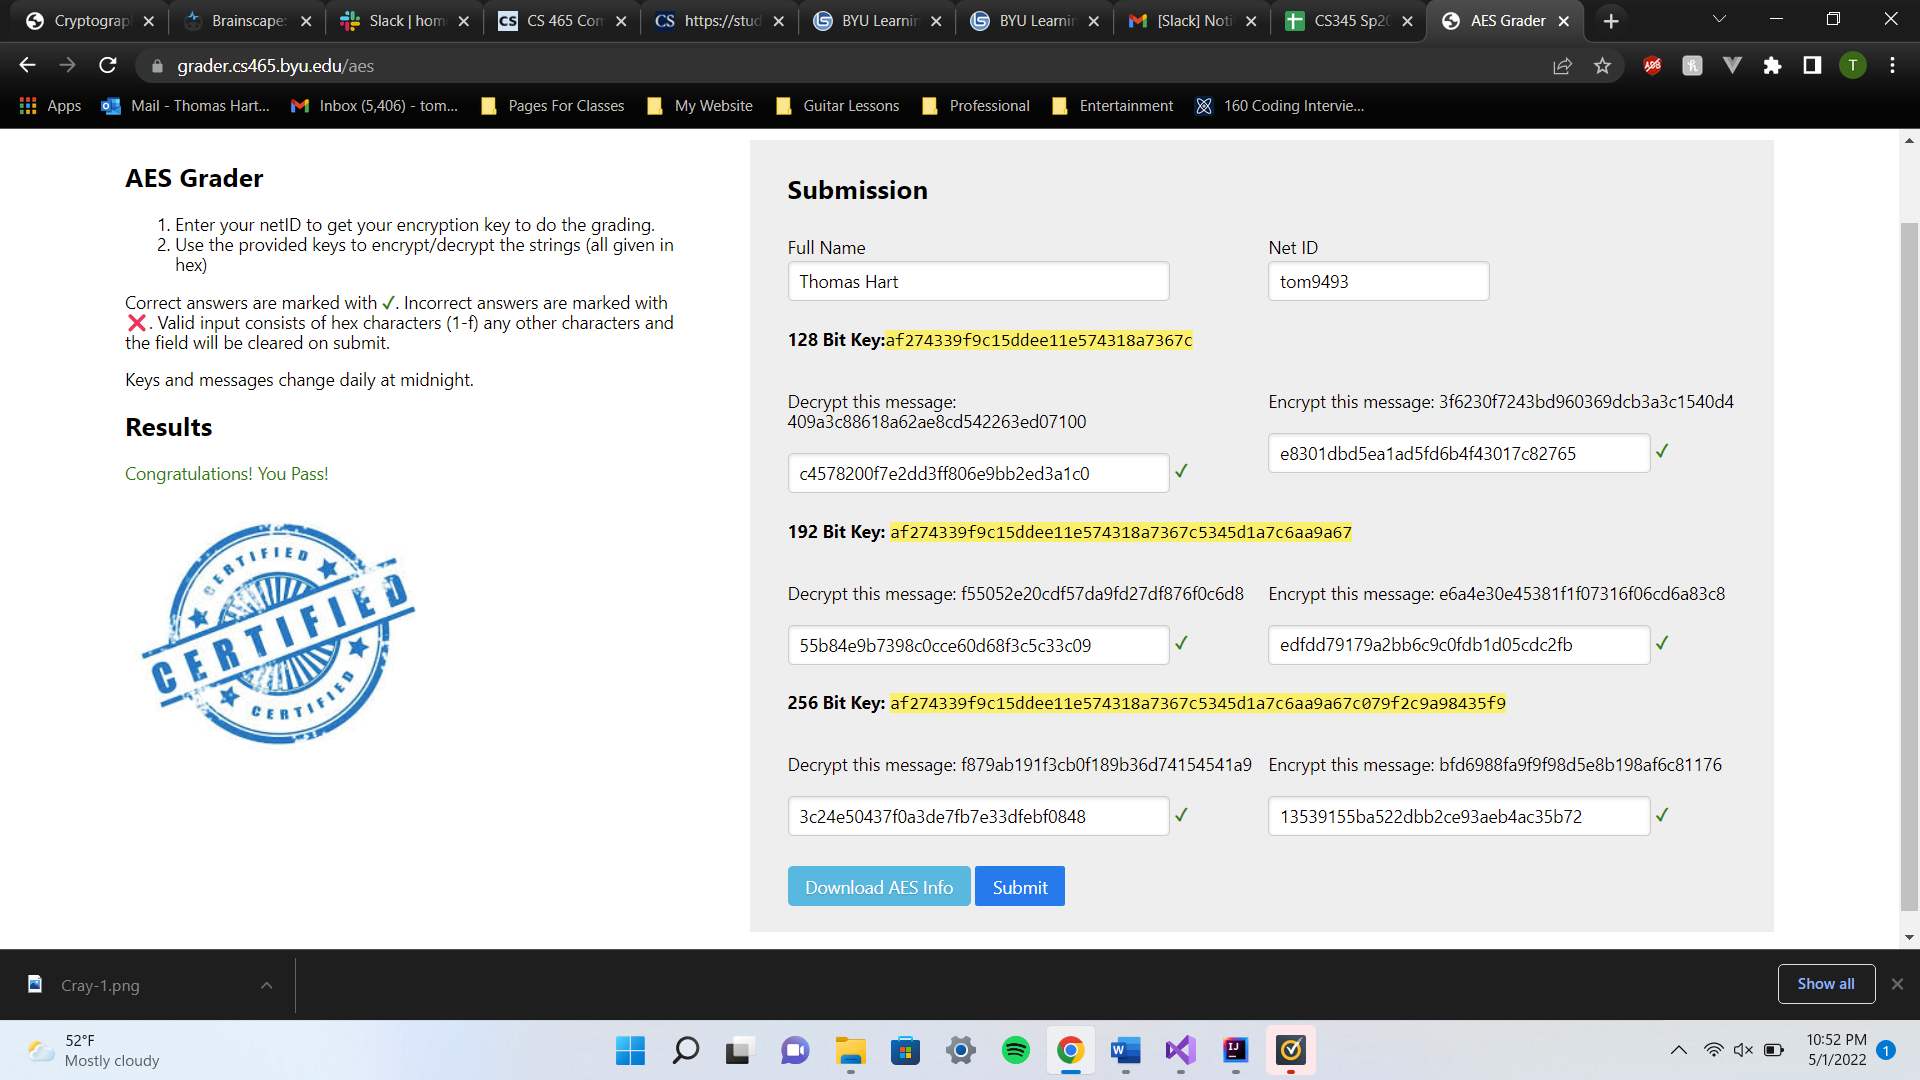 Cryptograp
Brainscape:
Slack | hom
CS 465 Com
https://stud
BYU Learnin
BYU Learnin
[Slack] Noti
CS345 Sp20
AES Grader
grader.cs465.byu.edu/aes
Apps
Mail - Thomas Hart...
Inbox (5,406) - tom...
Pages For Classes
My Website
Guitar Lessons
Professional
Entertainment
160 Coding Intervie...
AES Grader
1. Enter your netID to get your encryption key to do the grading.
2. Use the provided keys to encrypt/decrypt the strings (all given in
hex)
Correct answers are marked with ✓. Incorrect answers are marked with
❌. Valid input consists of hex characters (1-f) any other characters and
the field will be cleared on submit.
Keys and messages change daily at midnight.
Results
Congratulations! You Pass!
CERTIFIED
CERTIFIED
CERTIFIED
Submission
Full Name
Net ID
Thomas Hart
tom9493
128 Bit Key:af274339f9c15ddee11e574318a7367c
Decrypt this message:
409a3c88618a62ae8cd542263ed07100
Encrypt this message: 3f6230f7243bd960369dcb3a3c1540d4
c4578200f7e2dd3ff806e9bb2ed3a1c0 ✓
e8301dbd5ea1ad5fd6b4f43017c82765 ✓
192 Bit Key: af274339f9c15ddee11e574318a7367c5345d1a7c6aa9a67
Decrypt this message: f55052e20cdf57da9fd27df876f0c6d8
Encrypt this message: e6a4e30e45381f1f07316f06cd6a83c8
55b84e9b7398c0cce60d68f3c5c33c09 ✓
edfdd79179a2bb6c9c0fdb1d05cdc2fb ✓
256 Bit Key: af274339f9c15ddee11e574318a7367c5345d1a7c6aa9a67c079f2c9a98435f9
Decrypt this message: f879ab191f3cb0f189b36d74154541a9
Encrypt this message: bfd6988fa9f9f98d5e8b198af6c81176
3c24e50437f0a3de7fb7e33dfebf0848 ✓
13539155ba522dbb2ce93aeb4ac35b72 ✓
Download AES Info
Submit
Cray-1.png
Show all
52°F
Mostly cloudy
10:52 PM
5/1/2022
1